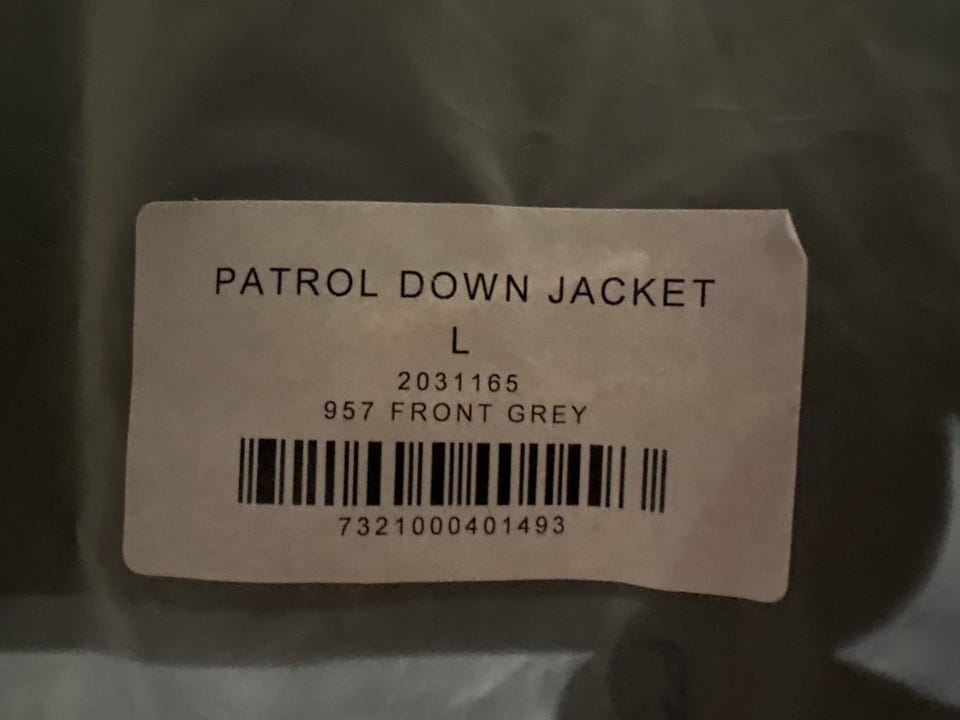 PATROL DOWN JACKET
L
2031165
957 FRONT GREY
7321000401493